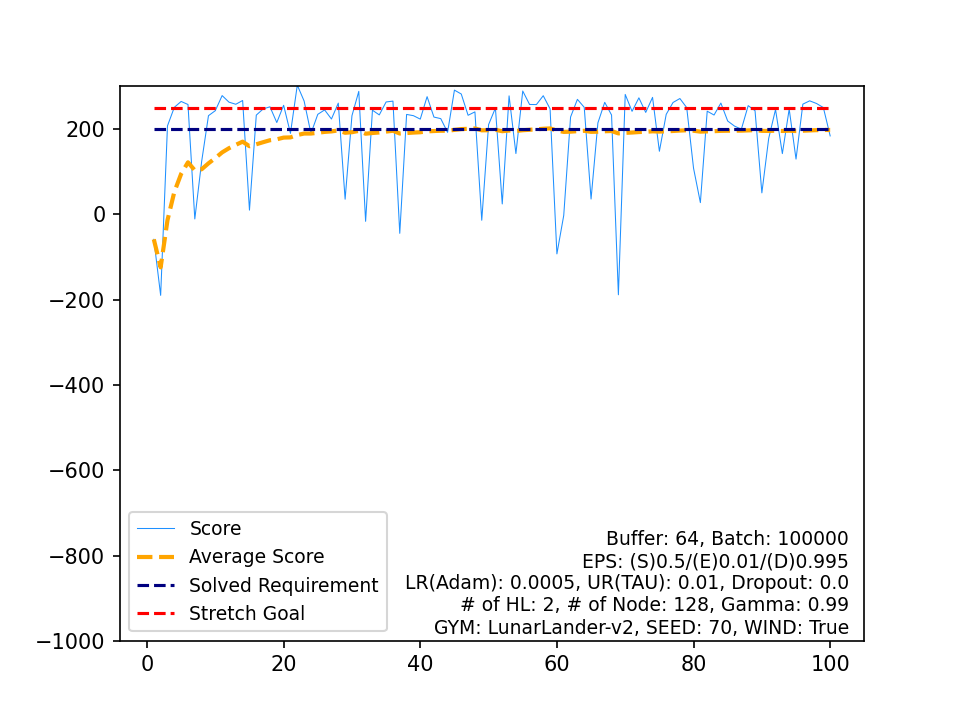 200
0
−200
−400
−600
−800
−1000
0
20
40
60
80
100
Score
Average Score
Solved Requirement
Stretch Goal
Buffer: 64, Batch: 100000
EPS: (S)0.5/(E)0.01/(D)0.995
LR(Adam): 0.0005, UR(TAU): 0.01, Dropout: 0.0
# of HL: 2, # of Node: 128, Gamma: 0.99
GYM: LunarLander-v2, SEED: 70, WIND: True